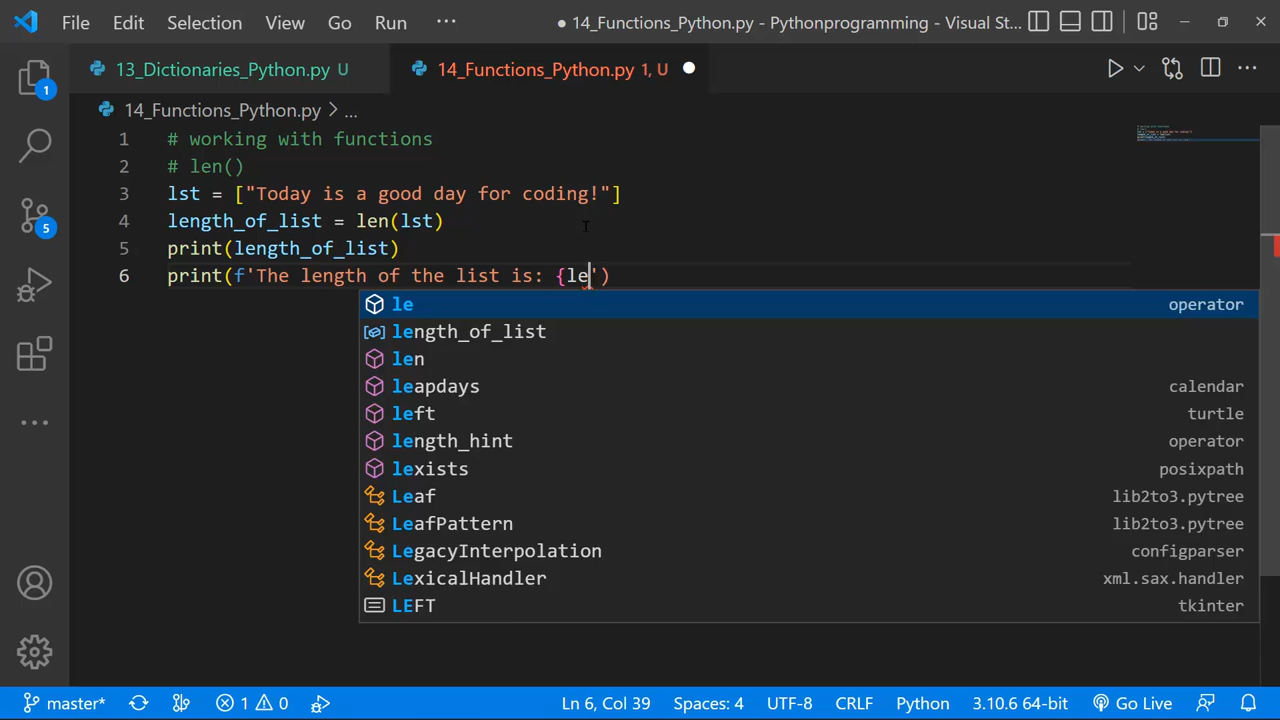 File Edit Selection View Go Run ··· ● 14_Functions_Python.py - Pythonprogramming - Visual St...
13_Dictionaries_Python.py U 14_Functions_Python.py 1, U ●
14_Functions_Python.py > ...
1 # working with functions
2 # len()
3 lst = ["Today is a good day for coding!"]
4 length_of_list = len(lst)
5 print(length_of_list)
6 print(f'The length of the list is: {le')
le operator
length_of_list
len
leapdays calendar
left turtle
length_hint operator
lexists posixpath
Leaf lib2to3.pytree
LeafPattern lib2to3.pytree
LegacyInterpolation configparser
LexicalHandler xml.sax.handler
LEFT tkinter
1
5
master* 1 0 Ln 6, Col 39 Spaces: 4 UTF-8 CRLF Python 3.10.6 64-bit Go Live